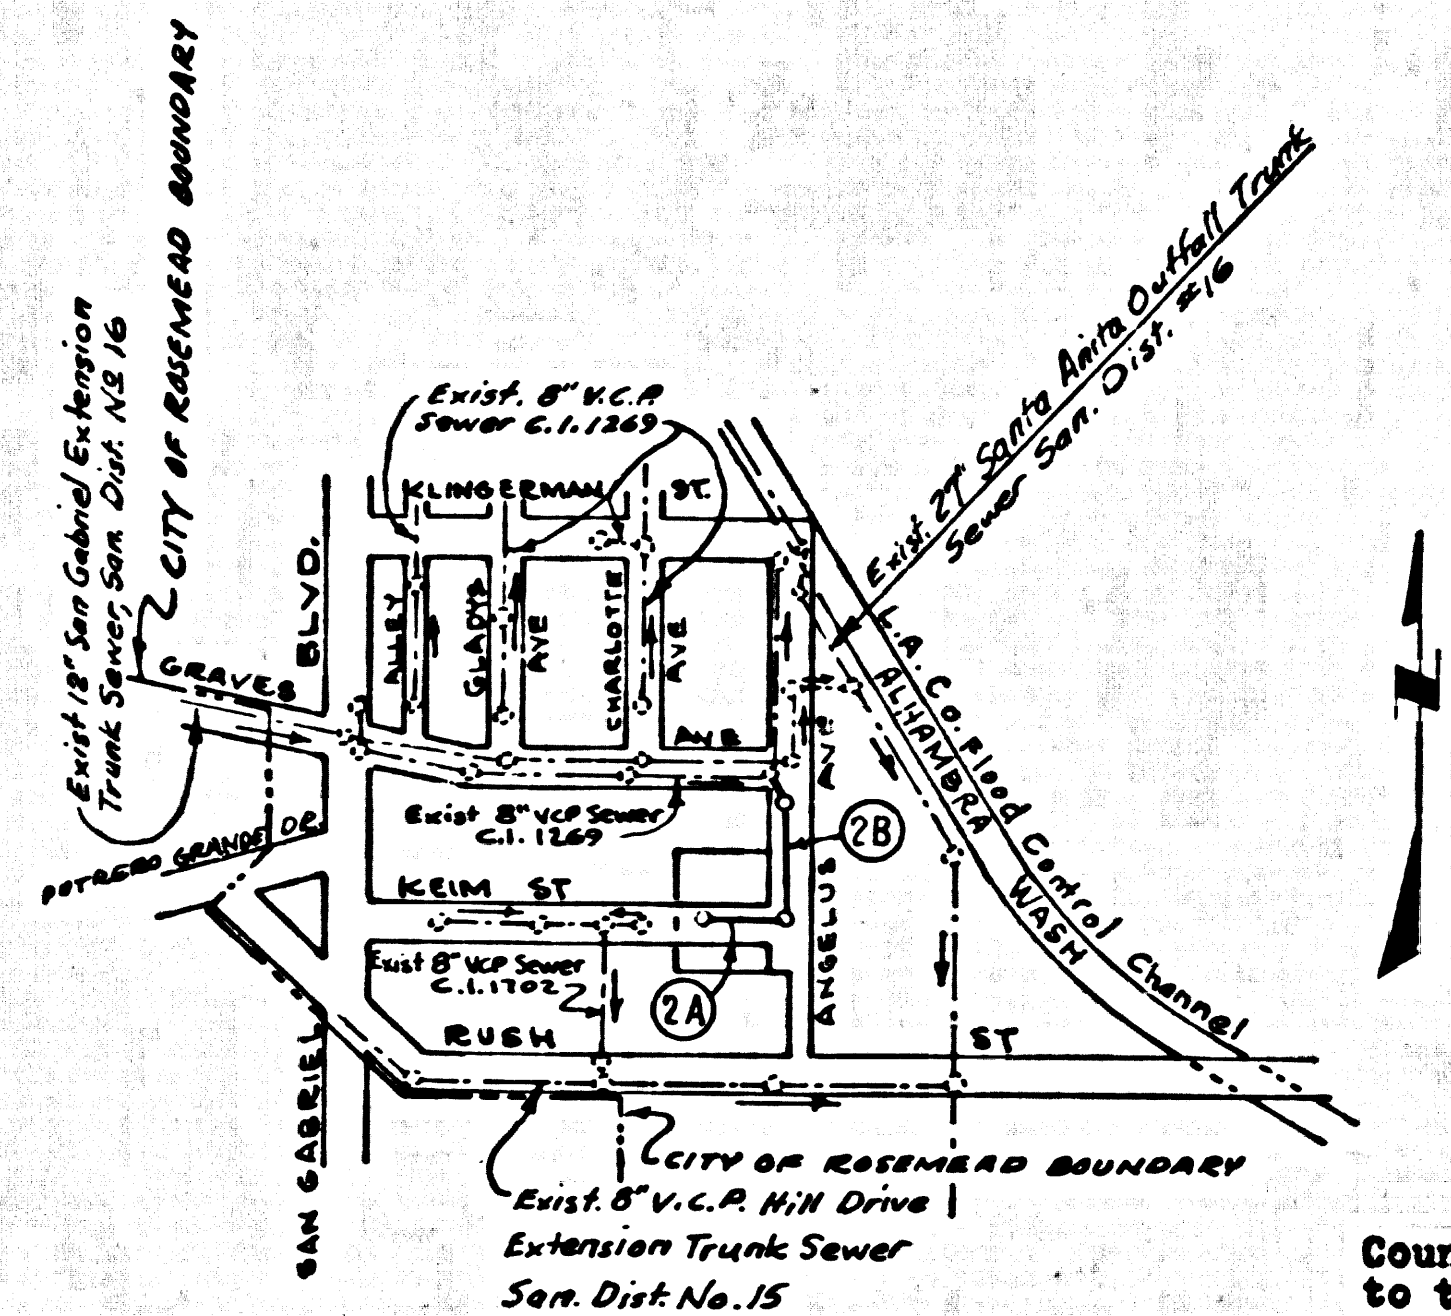 CITY OF ROSEMEAD BOUNDARY
Exist 18" San Gabriel Extension
Trunk Sewer, San. Dist. No 16
Exist. 27" Santa Anita Outfall Trunk
Sewer San. Dist. #16
Exist. 8" V.C.P.
Sewer C.I. 1269
KLINGERMAN ST.
BLVD.
ALLEY
GLADYS
AVE
CHARLOTTE
AVE
GRAVES
AVE
L.A. Co. Flood Control Channel
ALHAMBRA
WASH
AVE
Exist 8" VCP Sewer
C.I. 1269
2B
POTRERO GRANDE DR.
KEIM ST
ANGELUS
Exist 8" VCP Sewer
C.I. 1702
2A
RUSH ST
SAN GABRIEL
CITY OF ROSEMEAD BOUNDARY
Exist. 8" V.C.P. Hill Drive
Extension Trunk Sewer
San. Dist. No. 15
Coun
to t